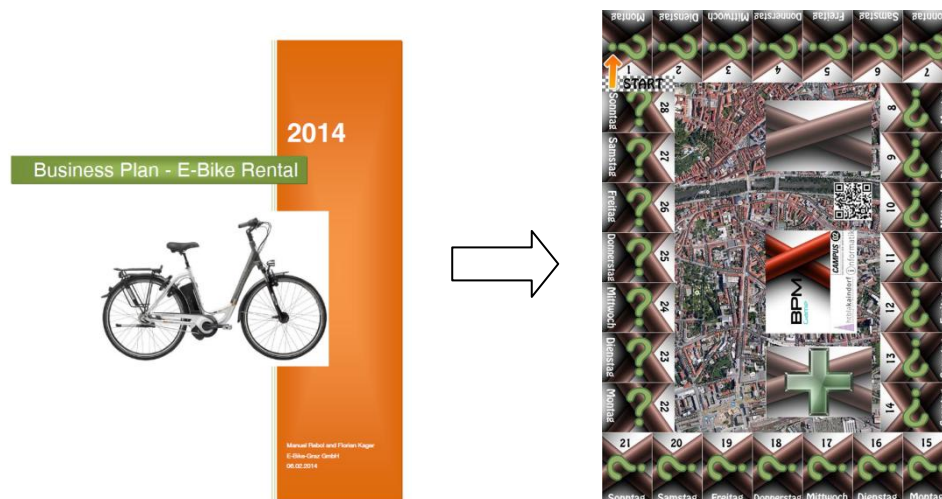 2014
Business Plan - E-Bike Rental
Manuel Rebol and Florian Kager
E-Bike-Graz GmbH
06.02.2014
Montag
Dienstag
Mittwoch
Donnerstag
Freitag
Samstag
Sonn
1
2
3
4
5
6
7
START
Sonntag
28
8
Samstag
27
9
Freitag
26
10
Donnerstag
25
11
Mittwoch
24
12
Dienstag
23
13
Montag
22
14
CAMPUS 02
BPM
htblakaindorf informatik
21
20
19
18
17
16
15
Sonntag
Samstag
Freitag
Donnerstag
Mittwoch
Dienstag
Montag